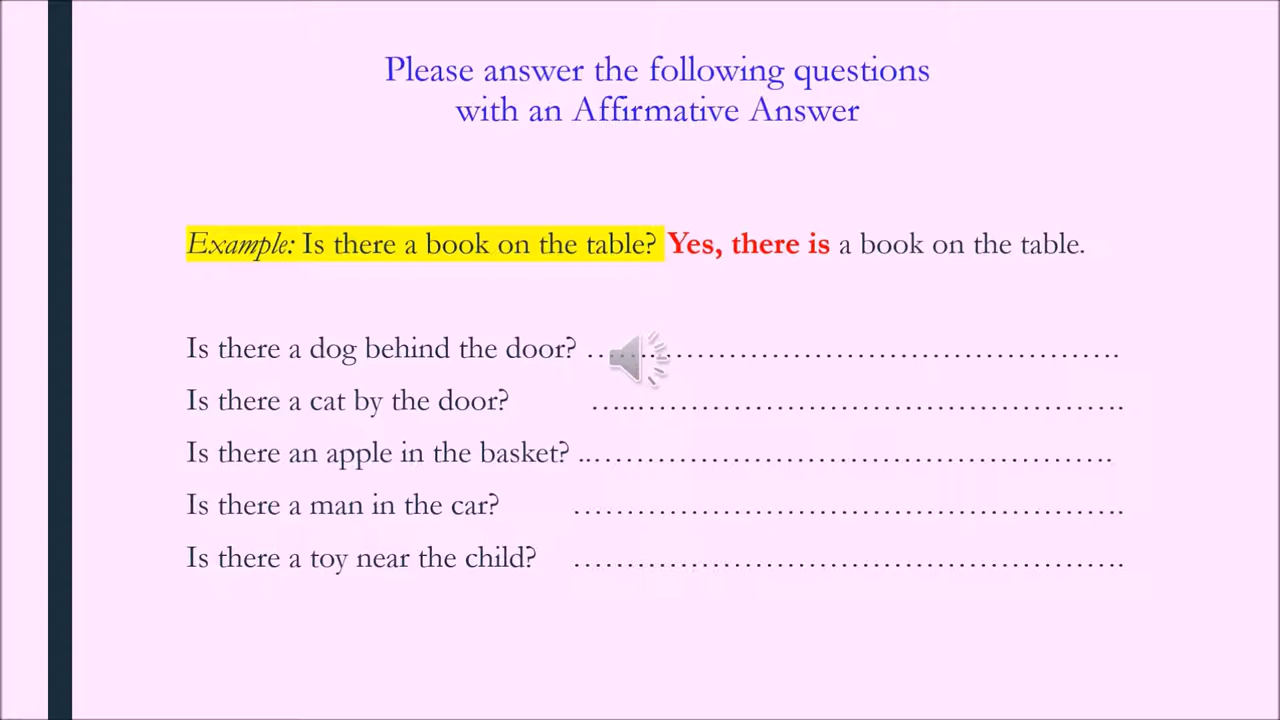 Please answer the following questions
with an Affirmative Answer
Example: Is there a book on the table? Yes, there is a book on the table.
Is there a dog behind the door? …………………………………………………..
Is there a cat by the door? …..……………………………………………….
Is there an apple in the basket? ..……………………………………………….
Is there a man in the car? …………………………………………………….
Is there a toy near the child? …………………………………………………….